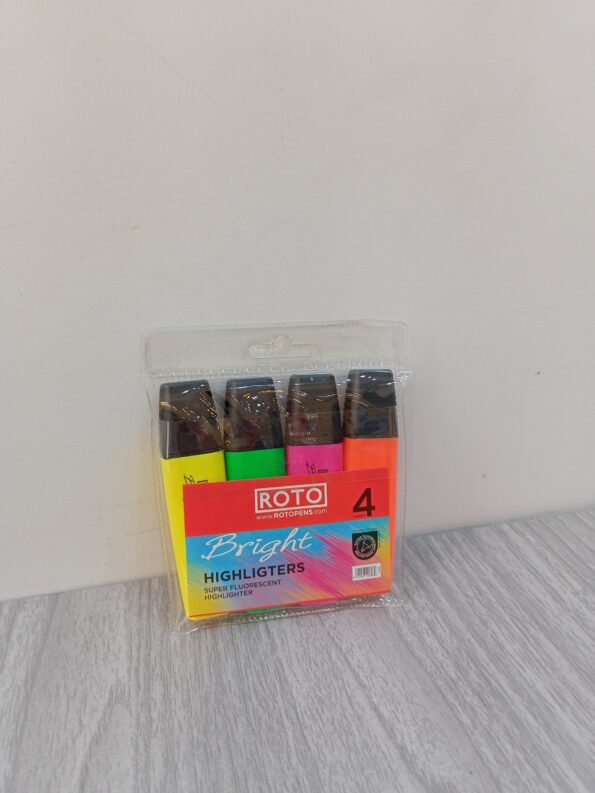 ROTO
www.ROTOPENS.com
4
Bright
HIGHLIGTERS
SUPER FLUORESCENT
HIGHLIGHTER